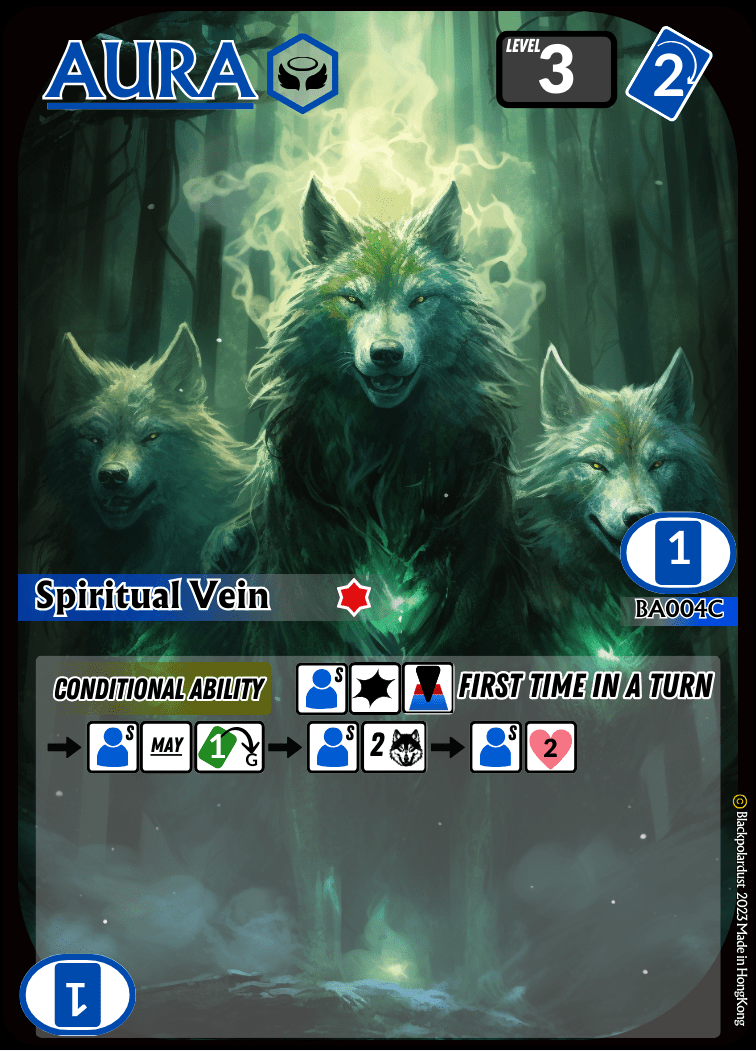 AURA
LEVEL 3
2
1
Spiritual Vein
BA004C
CONDITIONAL ABILITY S FIRST TIME IN A TURN
S MAY 1 G S 2 S 2
© Blackpolardust 2023 Made in HongKong
1